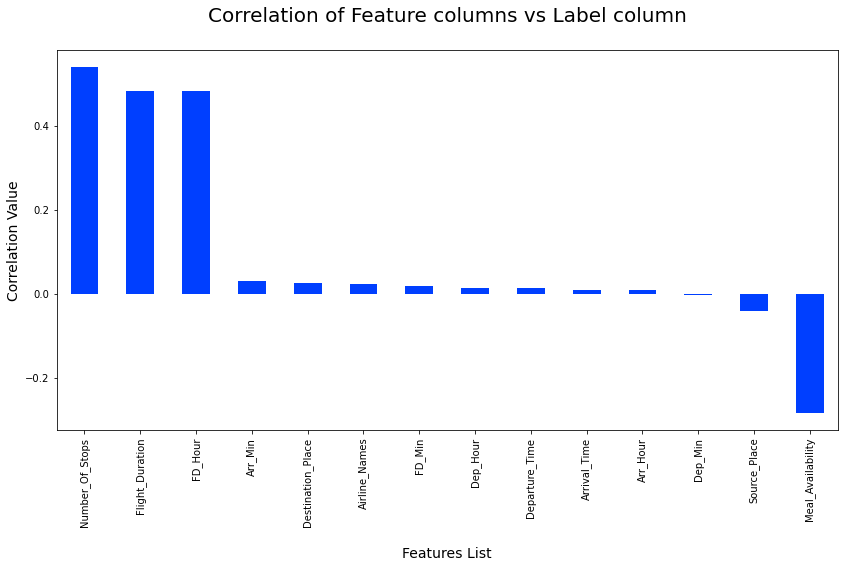 Correlation of Feature columns vs Label column
Correlation Value
0.4
0.2
0.0
−0.2
Number_Of_Stops
Flight_Duration
FD_Hour
Arr_Min
Destination_Place
Airline_Names
FD_Min
Dep_Hour
Departure_Time
Arrival_Time
Arr_Hour
Dep_Min
Source_Place
Meal_Availability
Features List